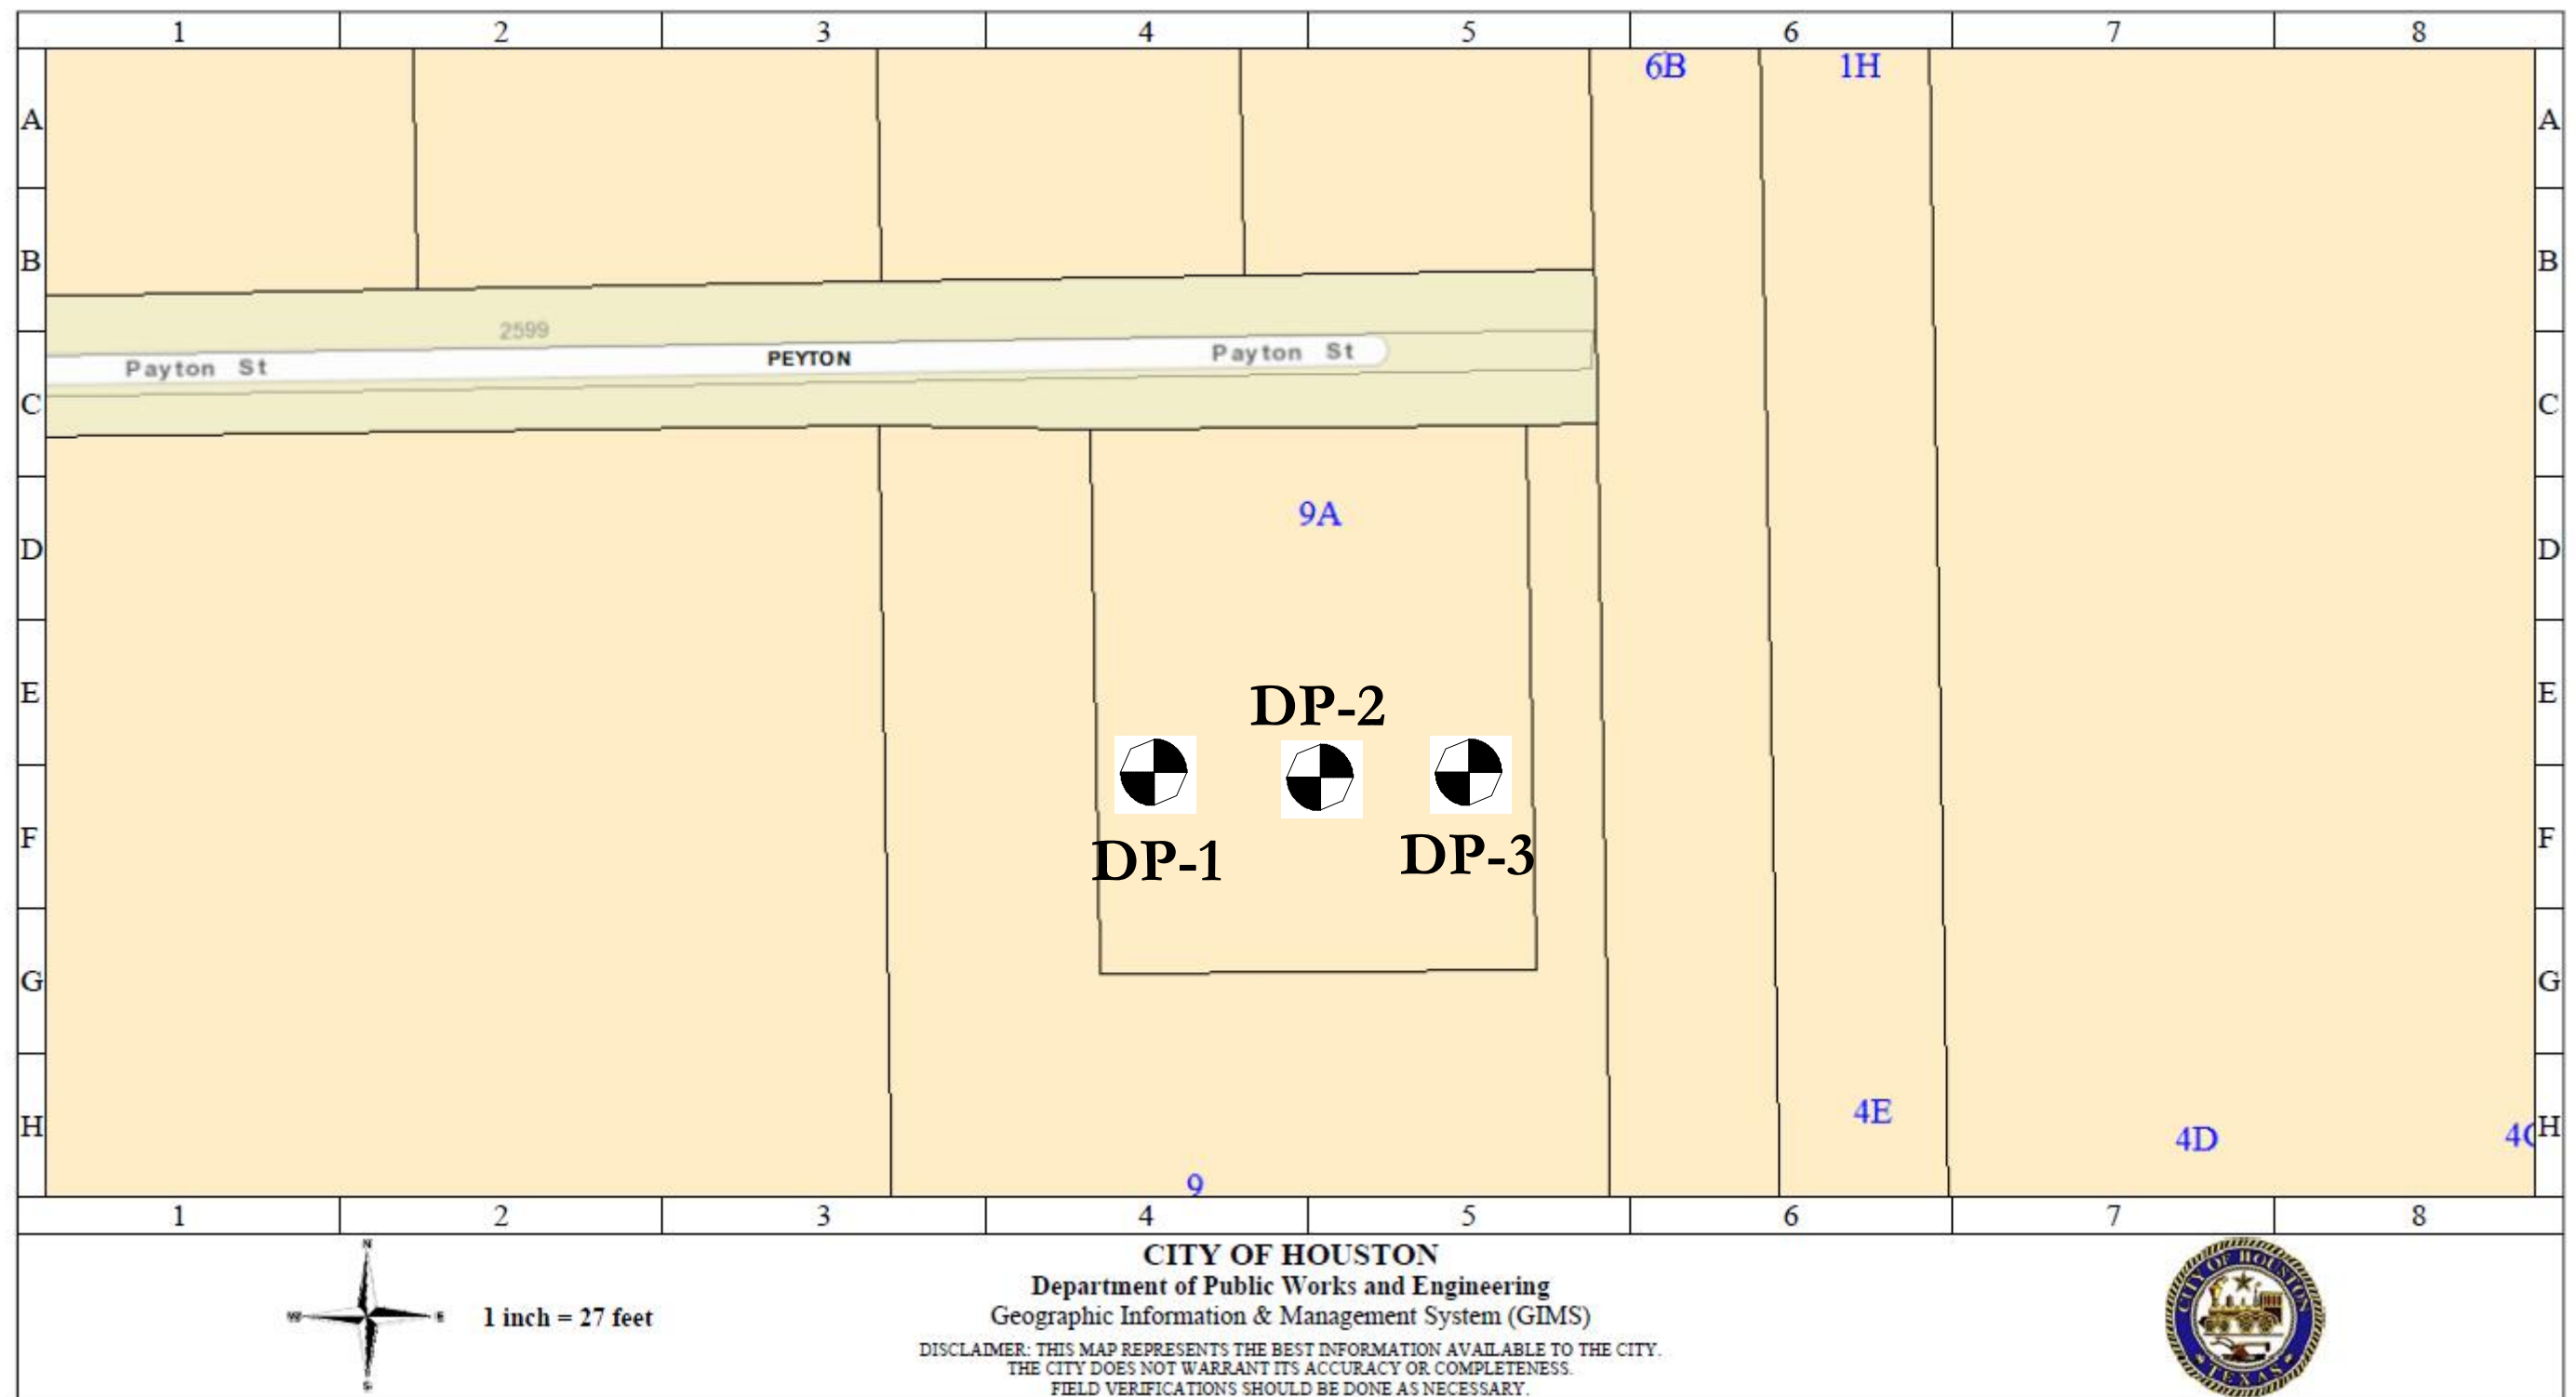 1 2 3 4 5 6 7 8
6B 1H
A A
B B
2599
Payton St PEYTON Payton St
C C
9A
D D
E E
DP-2
DP-1 DP-3
F F
G G
4E
H 4D H
9
1 2 3 4 5 6 7 8
N
W E
S
1 inch = 27 feet
CITY OF HOUSTON
Department of Public Works and Engineering
Geographic Information & Management System (GIMS)
DISCLAIMER: THIS MAP REPRESENTS THE BEST INFORMATION AVAILABLE TO THE CITY.
THE CITY DOES NOT WARRANT ITS ACCURACY OR COMPLETENESS.
FIELD VERIFICATIONS SHOULD BE DONE AS NECESSARY.
CITY OF HOUSTON
TEXAS